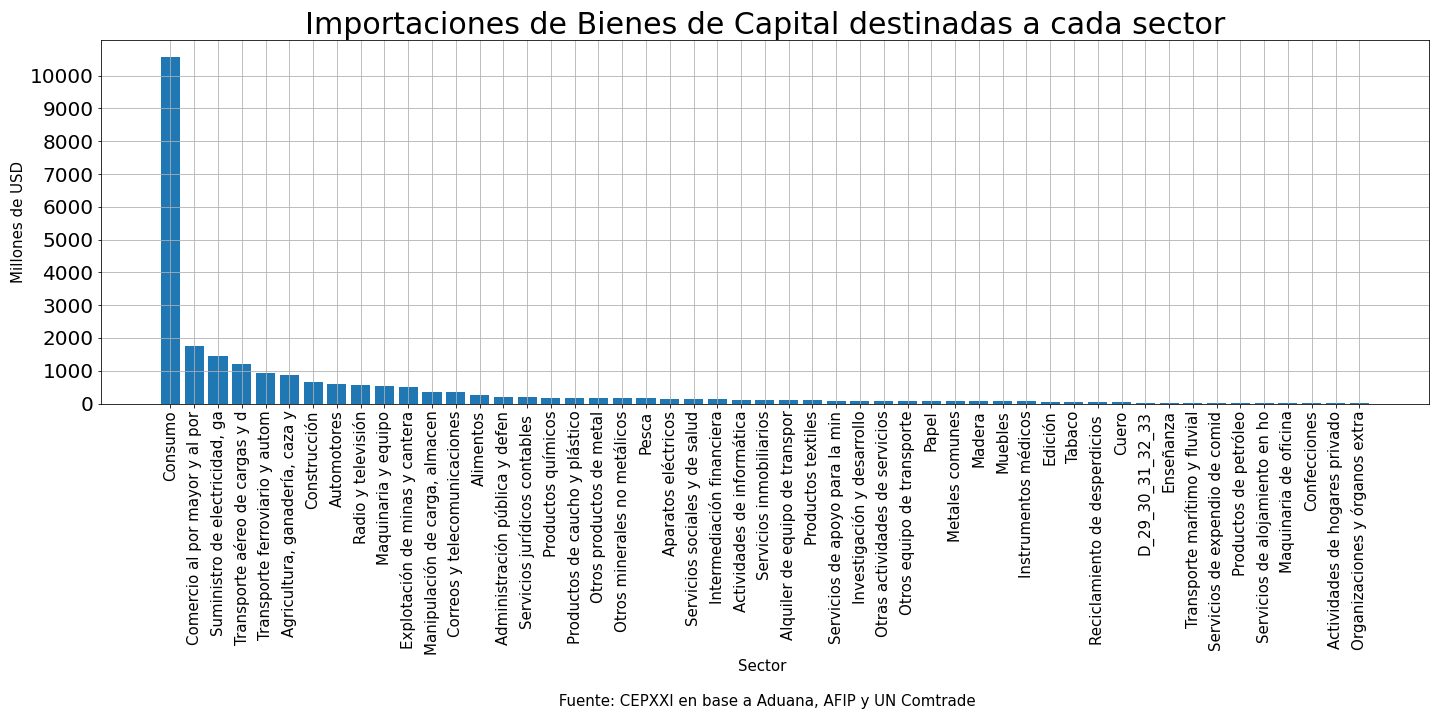 Importaciones de Bienes de Capital destinadas a cada sector
Millones de USD
10000
9000
8000
7000
6000
5000
4000
3000
2000
1000
0
Consumo
Comercio al por mayor y al por
Suministro de electricidad, ga
Transporte aéreo de cargas y d
Transporte ferroviario y autom
Agricultura, ganadería, caza y
Construcción
Automotores
Radio y televisión
Maquinaria y equipo
Explotación de minas y cantera
Manipulación de carga, almacen
Correos y telecomunicaciones
Alimentos
Administración pública y defen
Servicios jurídicos contables
Productos químicos
Productos de caucho y plástico
Otros productos de metal
Otros minerales no metálicos
Pesca
Aparatos eléctricos
Servicios sociales y de salud
Intermediación financiera
Actividades de informática
Servicios inmobiliarios
Alquiler de equipo de transpor
Productos textiles
Servicios de apoyo para la min
Investigación y desarrollo
Otras actividades de servicios
Otros equipo de transporte
Papel
Metales comunes
Madera
Muebles
Instrumentos médicos
Edición
Tabaco
Reciclamiento de desperdicios
Cuero
D_29_30_31_32_33
Enseñanza
Transporte marítimo y fluvial
Servicios de expendio de comid
Productos de petróleo
Servicios de alojamiento en ho
Maquinaria de oficina
Confecciones
Actividades de hogares privado
Organizaciones y órganos extra
Sector
Fuente: CEPXXI en base a Aduana, AFIP y UN Comtrade